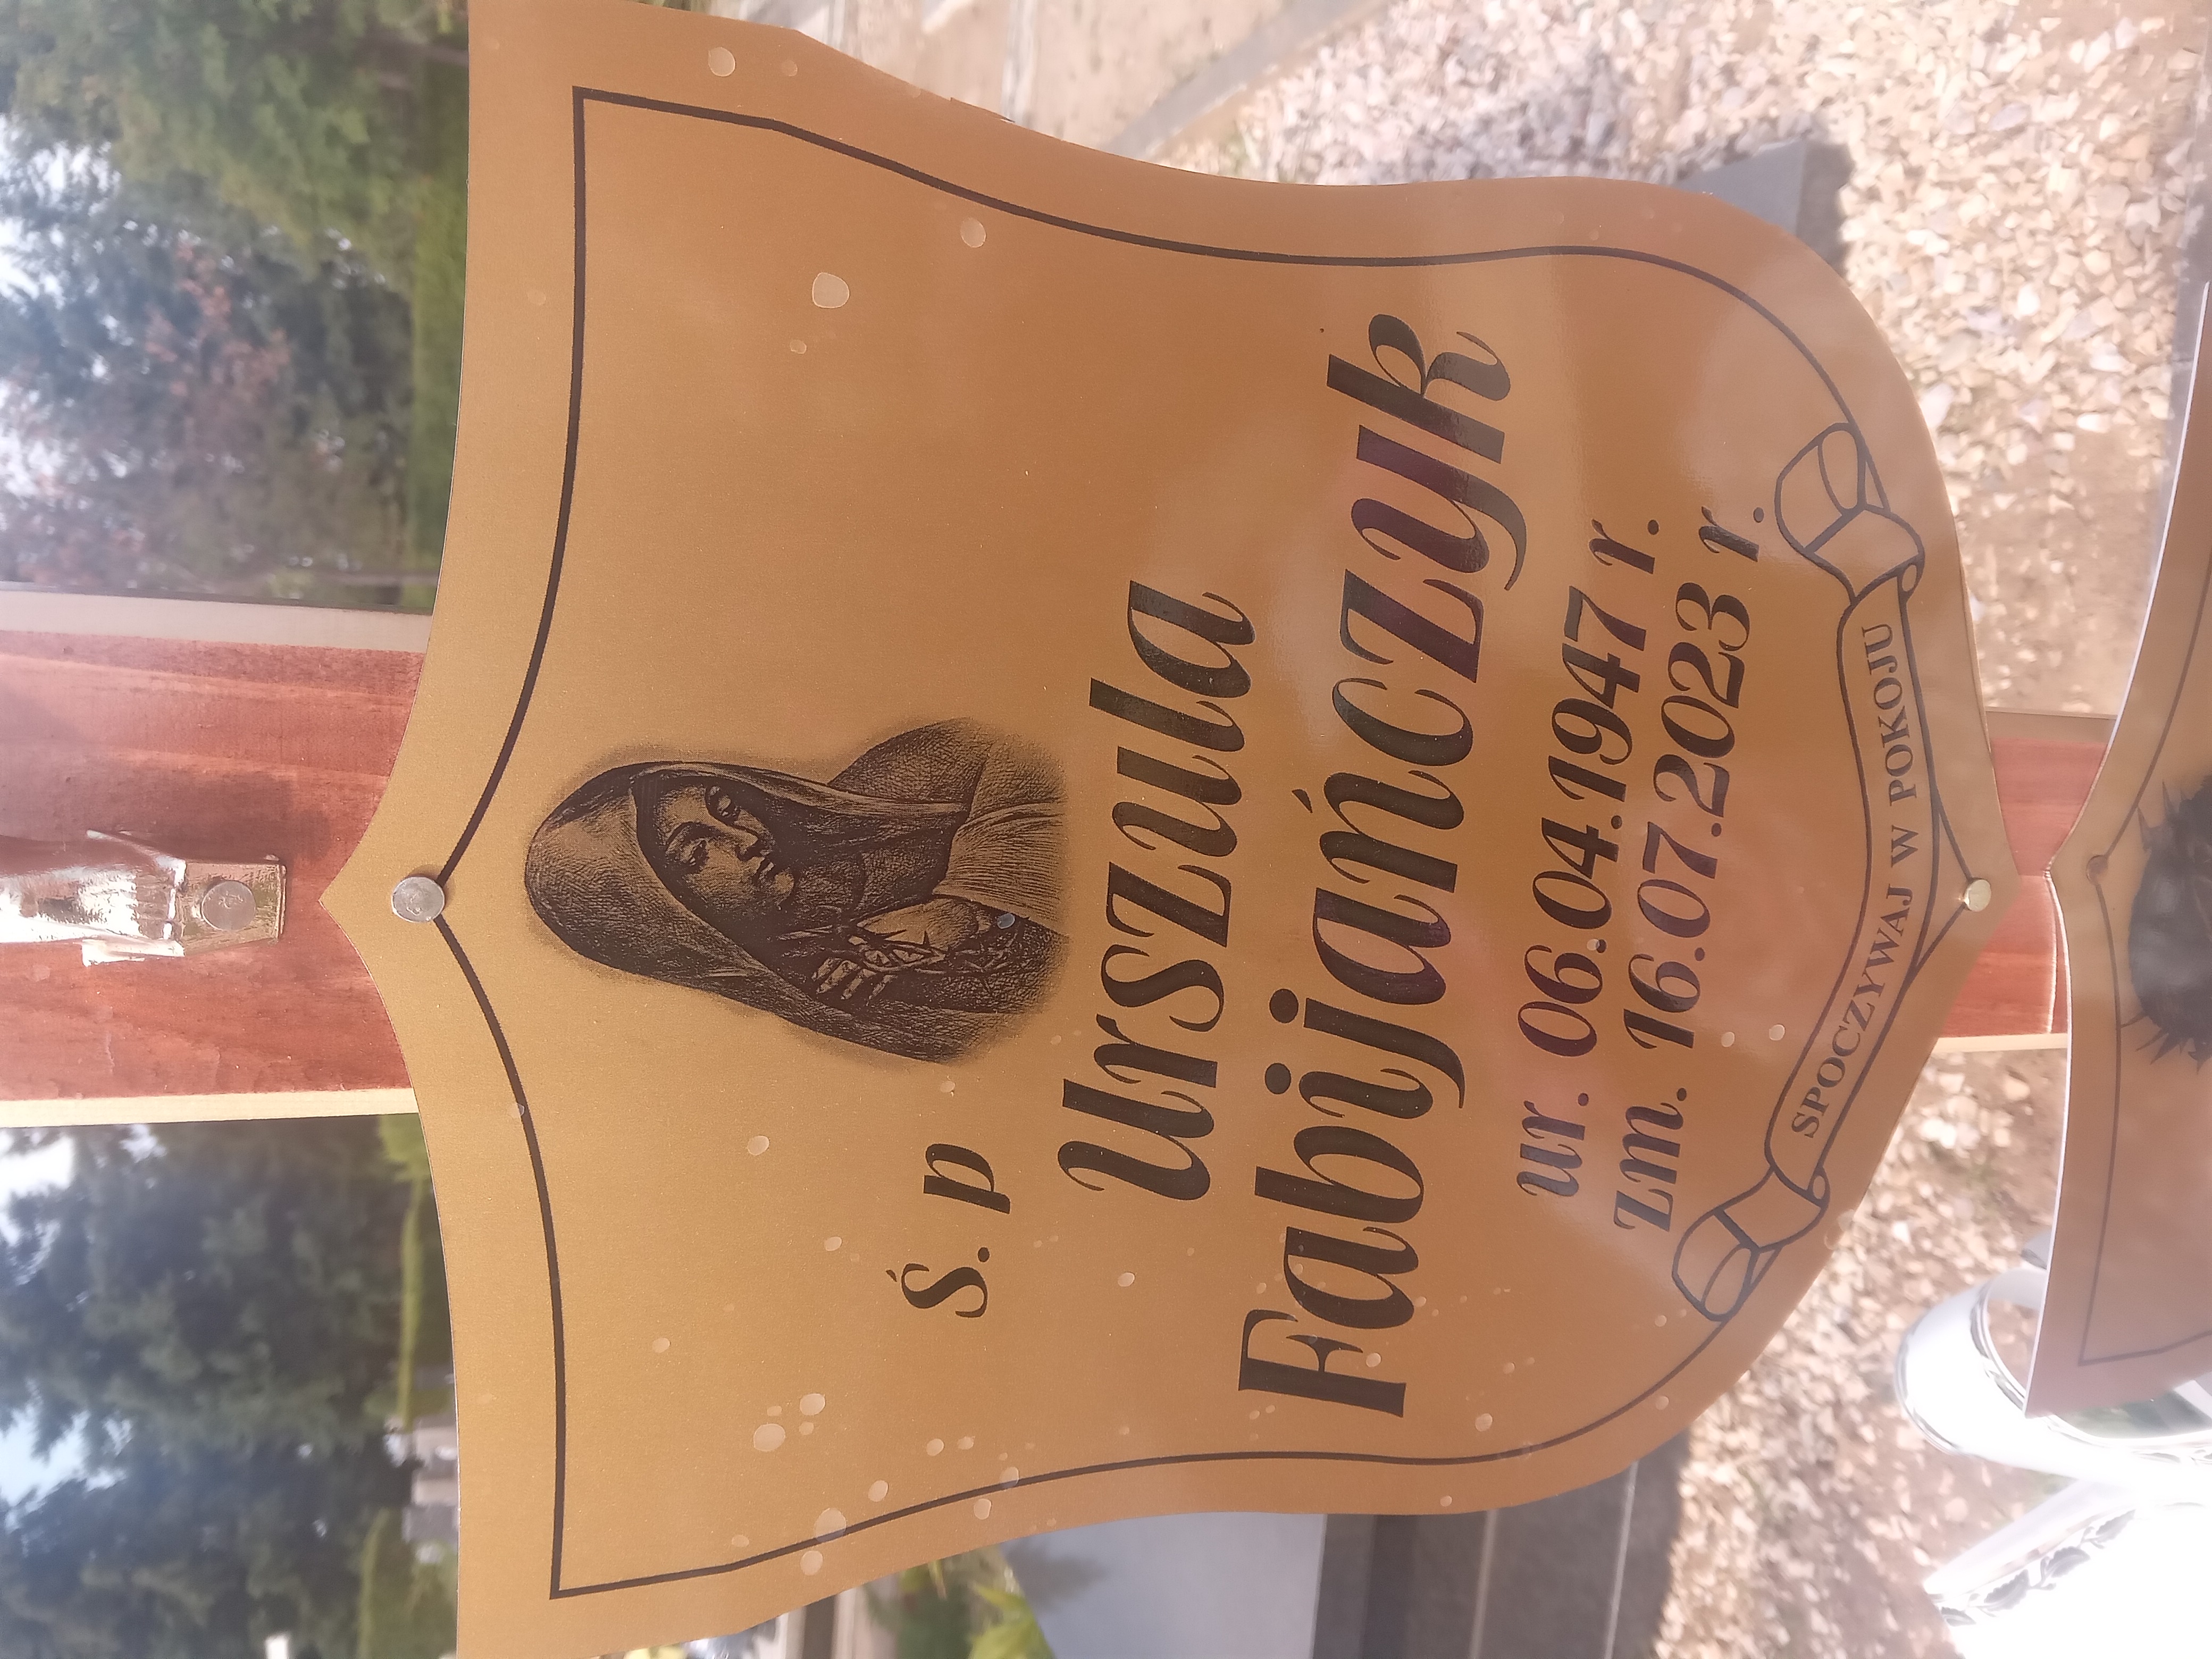 Ś. p
Urszula
Fabijańczyk
ur. 06.04.1947 r.
zm. 16.07.2023 r.
SPOCZYWAJ W POKOJU